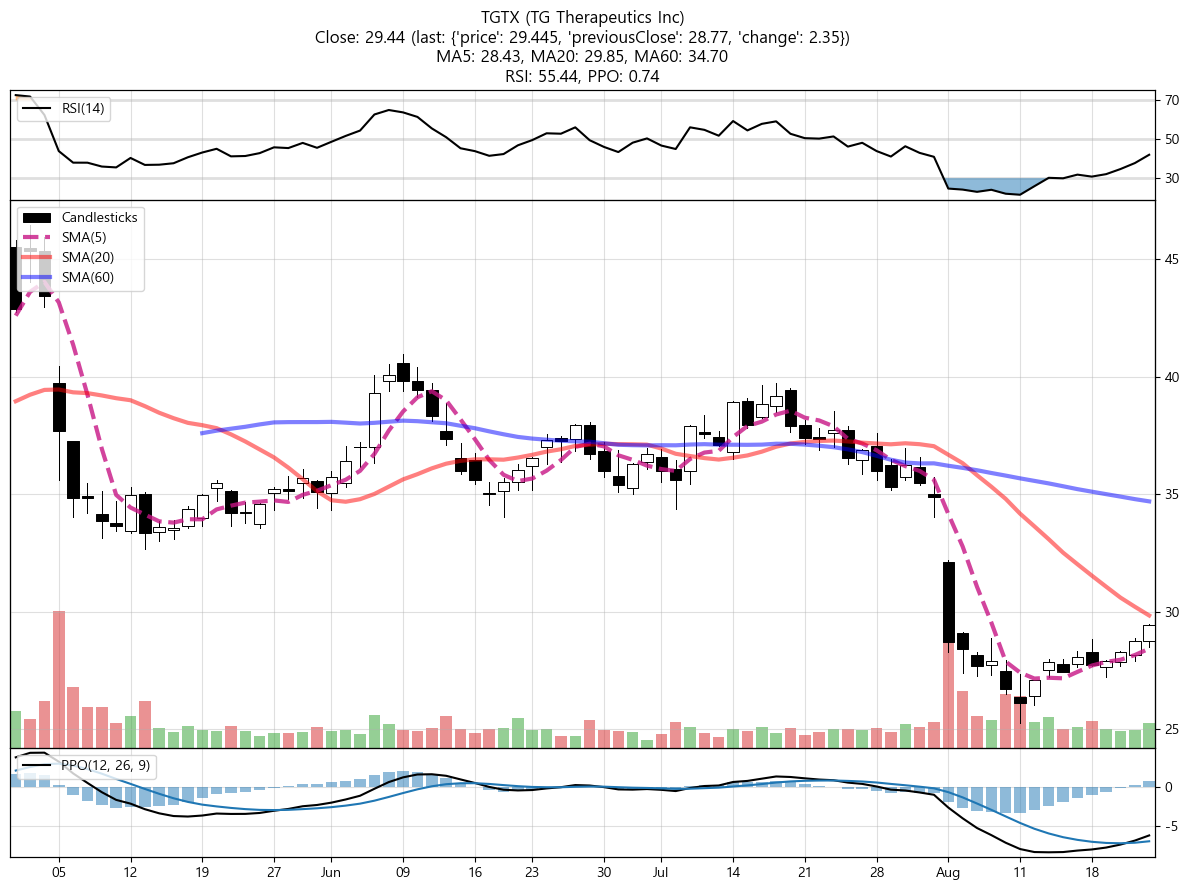 TGTX (TG Therapeutics Inc)
Close: 29.44 (last: {'price': 29.445, 'previousClose': 28.77, 'change': 2.35})
MA5: 28.43, MA20: 29.85, MA60: 34.70
RSI: 55.44, PPO: 0.74
RSI(14)
70
50
30
Candlesticks
SMA(5)
SMA(20)
SMA(60)
45
40
35
30
25
PPO(12, 26, 9)
0
-5
05 12 19 27 Jun 09 16 23 30 Jul 14 21 28 Aug 11 18